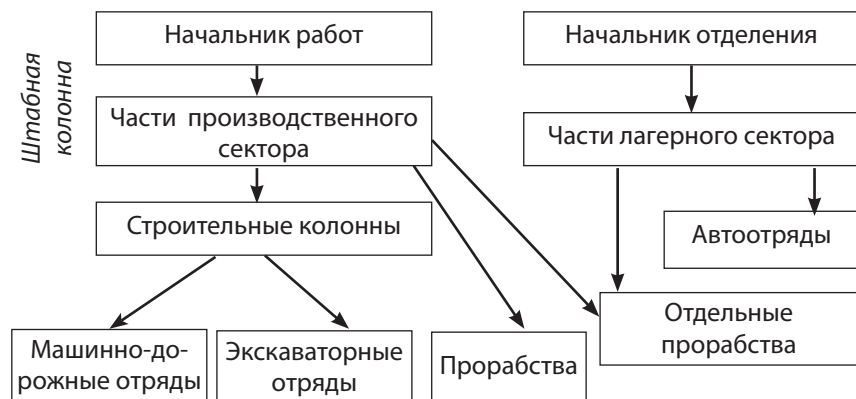 Штабная
колонна
Начальник работ
Начальник отделения
Части производственного
сектора
Части лагерного сектора
Строительные колонны
Автоотряды
Отдельные
прорабства
Машинно-до-
рожные отряды
Экскаваторные
отряды
Прорабства